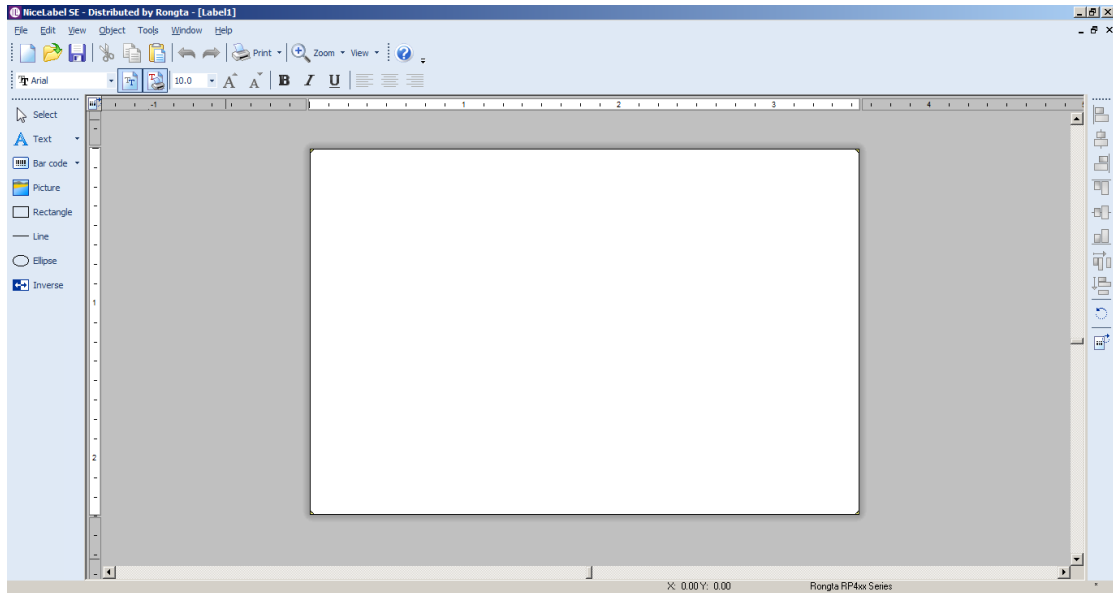 NiceLabel SE - Distributed by Rongta - [Label1]
File Edit View Object Tools Window Help
Print Zoom View
Arial 10.0 A A B I U
-1 1 2 3 4
Select
Text
Bar code
Picture
Rectangle
Line
Ellipse
Inverse
1
2
X: 0.00 Y: 0.00 Rongta RP4xx Series